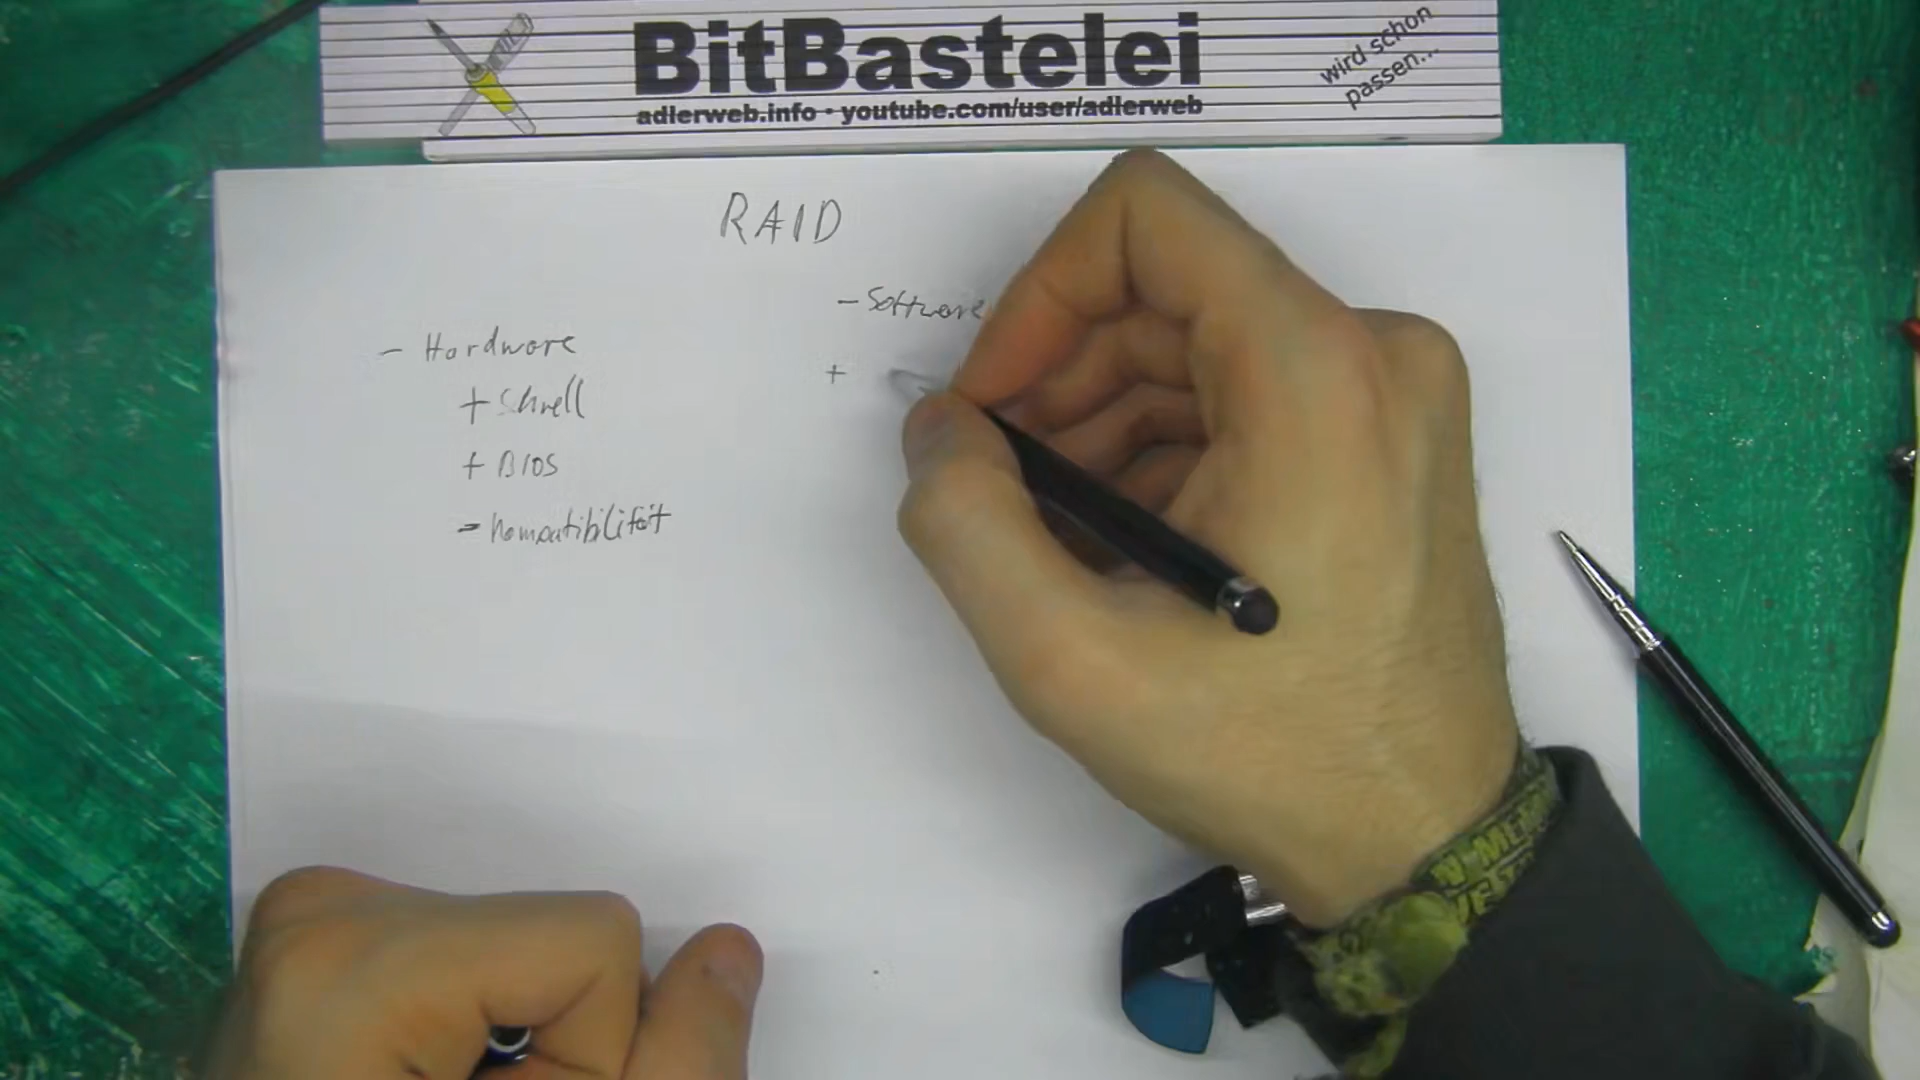 BitBastelei
adlerweb.info · youtube.com/user/adlerweb
wird schon
passen...
RAID
- Software
- Hardware
+
+ Schnell
+ BIOS
- Kompatibilität